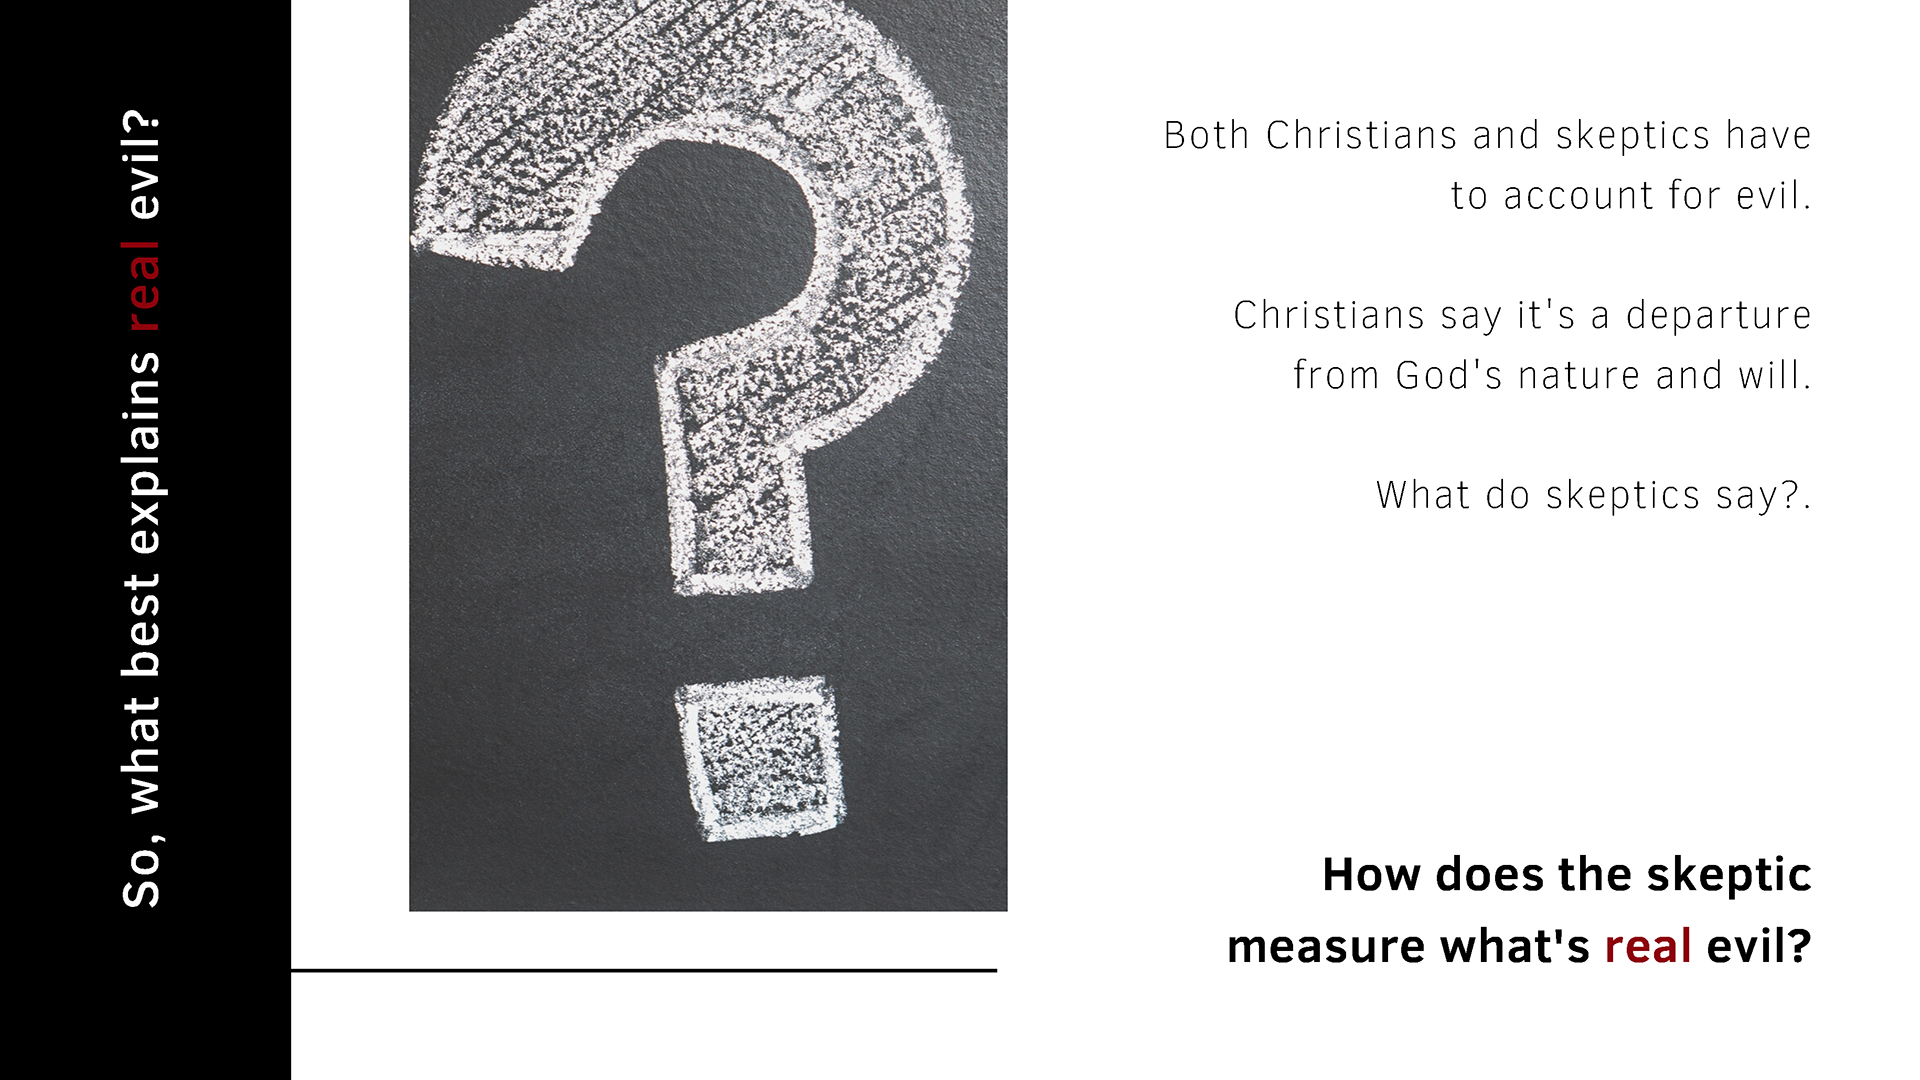 So, what best explains real evil?
Both Christians and skeptics have
to account for evil.
Christians say it's a departure
from God's nature and will.
What do skeptics say?.
How does the skeptic
measure what's real evil?